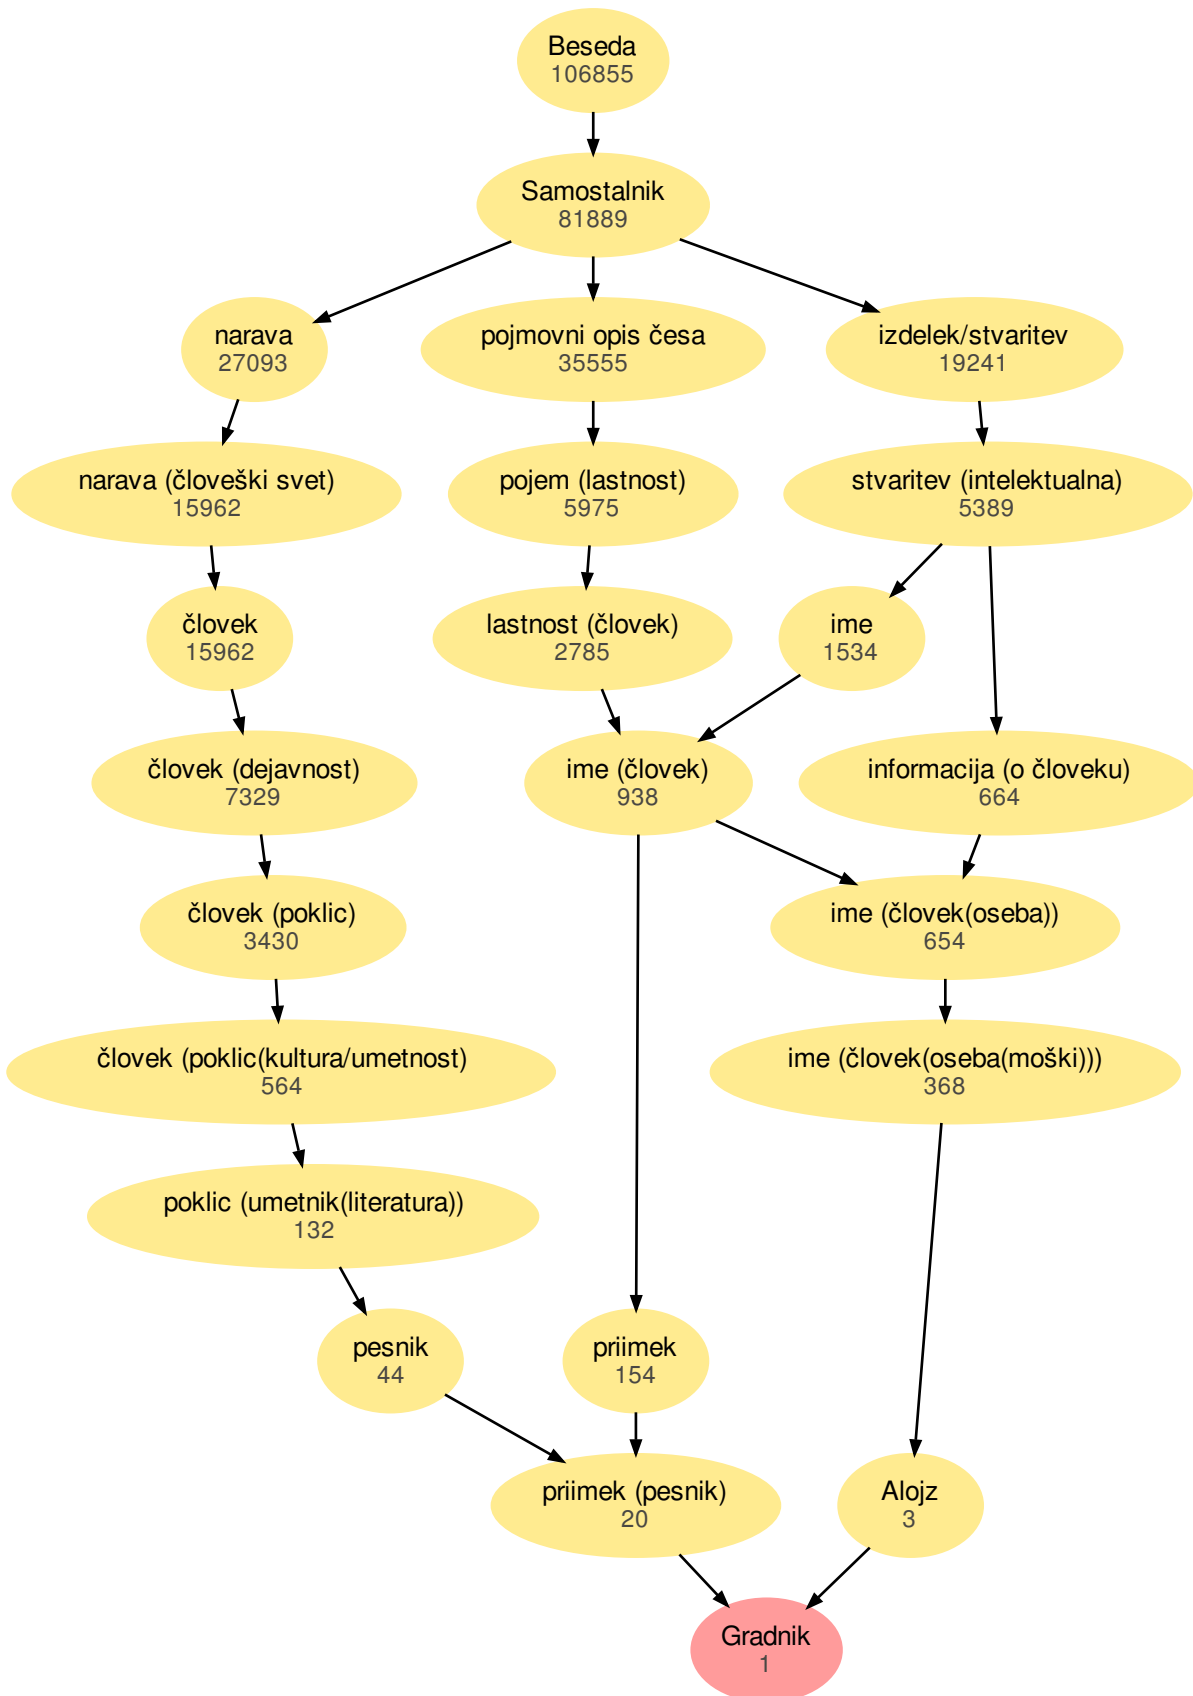 Beseda
106855
Samostalnik
81889
narava
27093
pojmovni opis česa
35555
izdelek/stvaritev
19241
narava (človeški svet)
15962
pojem (lastnost)
5975
stvaritev (intelektualna)
5389
človek
15962
lastnost (človek)
2785
ime
1534
človek (dejavnost)
7329
ime (človek)
938
informacija (o človeku)
664
človek (poklic)
3430
ime (človek(oseba))
654
človek (poklic(kultura/umetnost)
564
ime (človek(oseba(moški)))
368
poklic (umetnik(literatura))
132
pesnik
44
priimek
154
priimek (pesnik)
20
Alojz
3
Gradnik
1